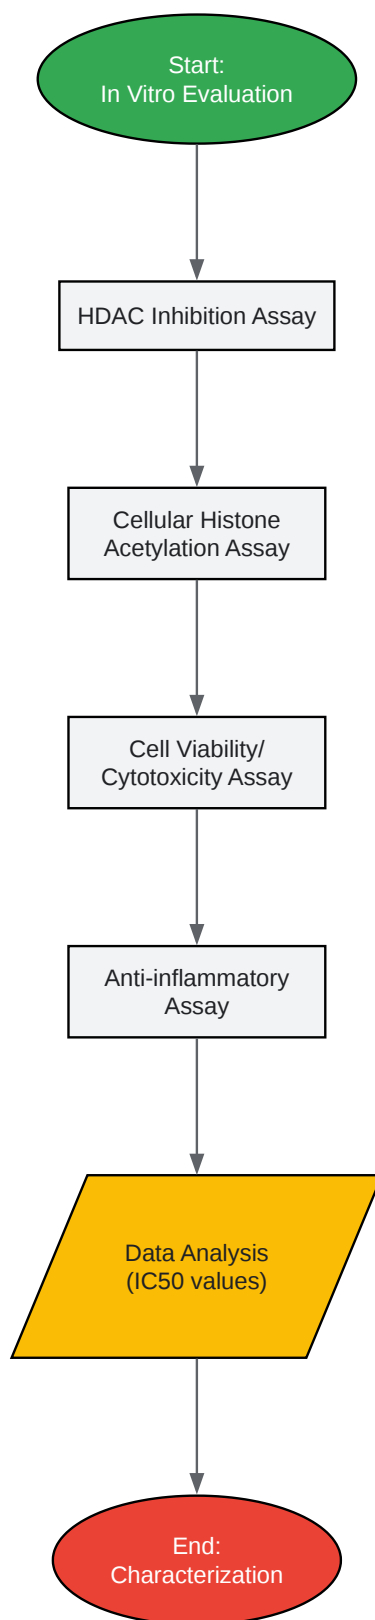 Start:
In Vitro Evaluation
HDAC Inhibition Assay
Cellular Histone
Acetylation Assay
Cell Viability/
Cytotoxicity Assay
Anti-inflammatory
Assay
Data Analysis
(IC50 values)
End:
Characterization